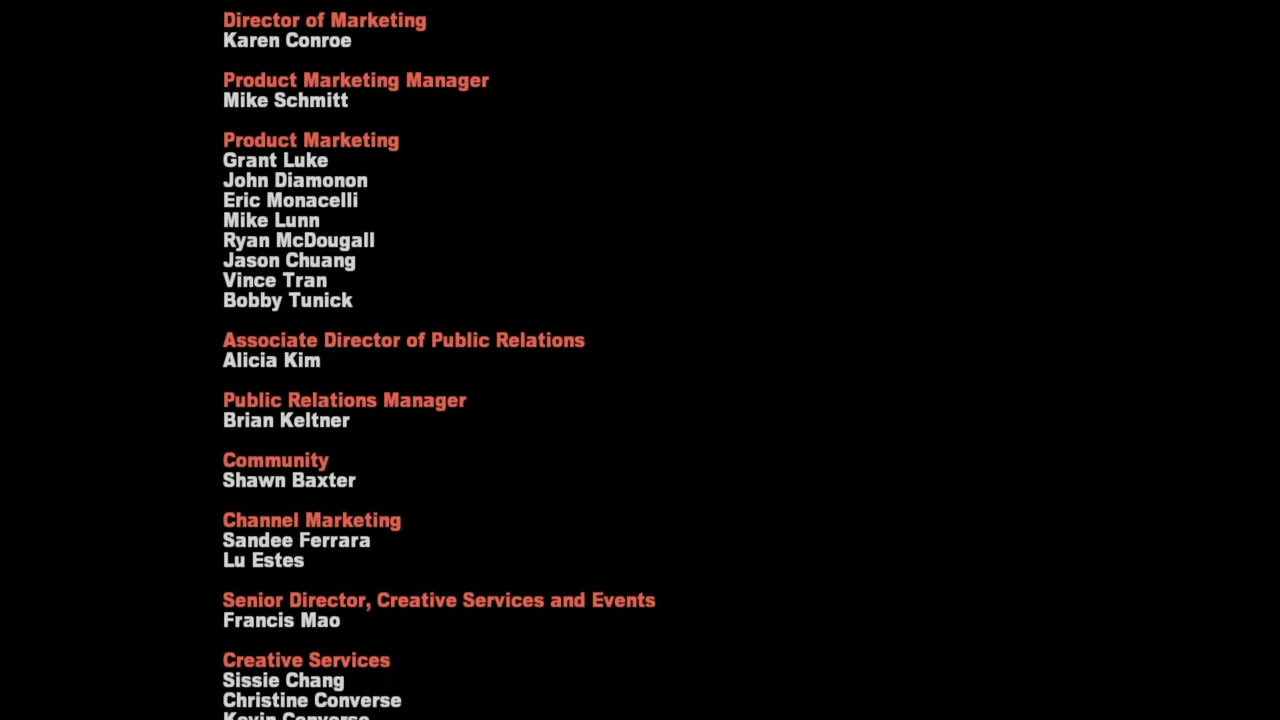 Director of Marketing
Karen Conroe
Product Marketing Manager
Mike Schmitt
Product Marketing
Grant Luke
John Diamonon
Eric Monacelli
Mike Lunn
Ryan McDougall
Jason Chuang
Vince Tran
Bobby Tunick
Associate Director of Public Relations
Alicia Kim
Public Relations Manager
Brian Keltner
Community
Shawn Baxter
Channel Marketing
Sandee Ferrara
Lu Estes
Senior Director, Creative Services and Events
Francis Mao
Creative Services
Sissie Chang
Christine Converse
Kevin Converse